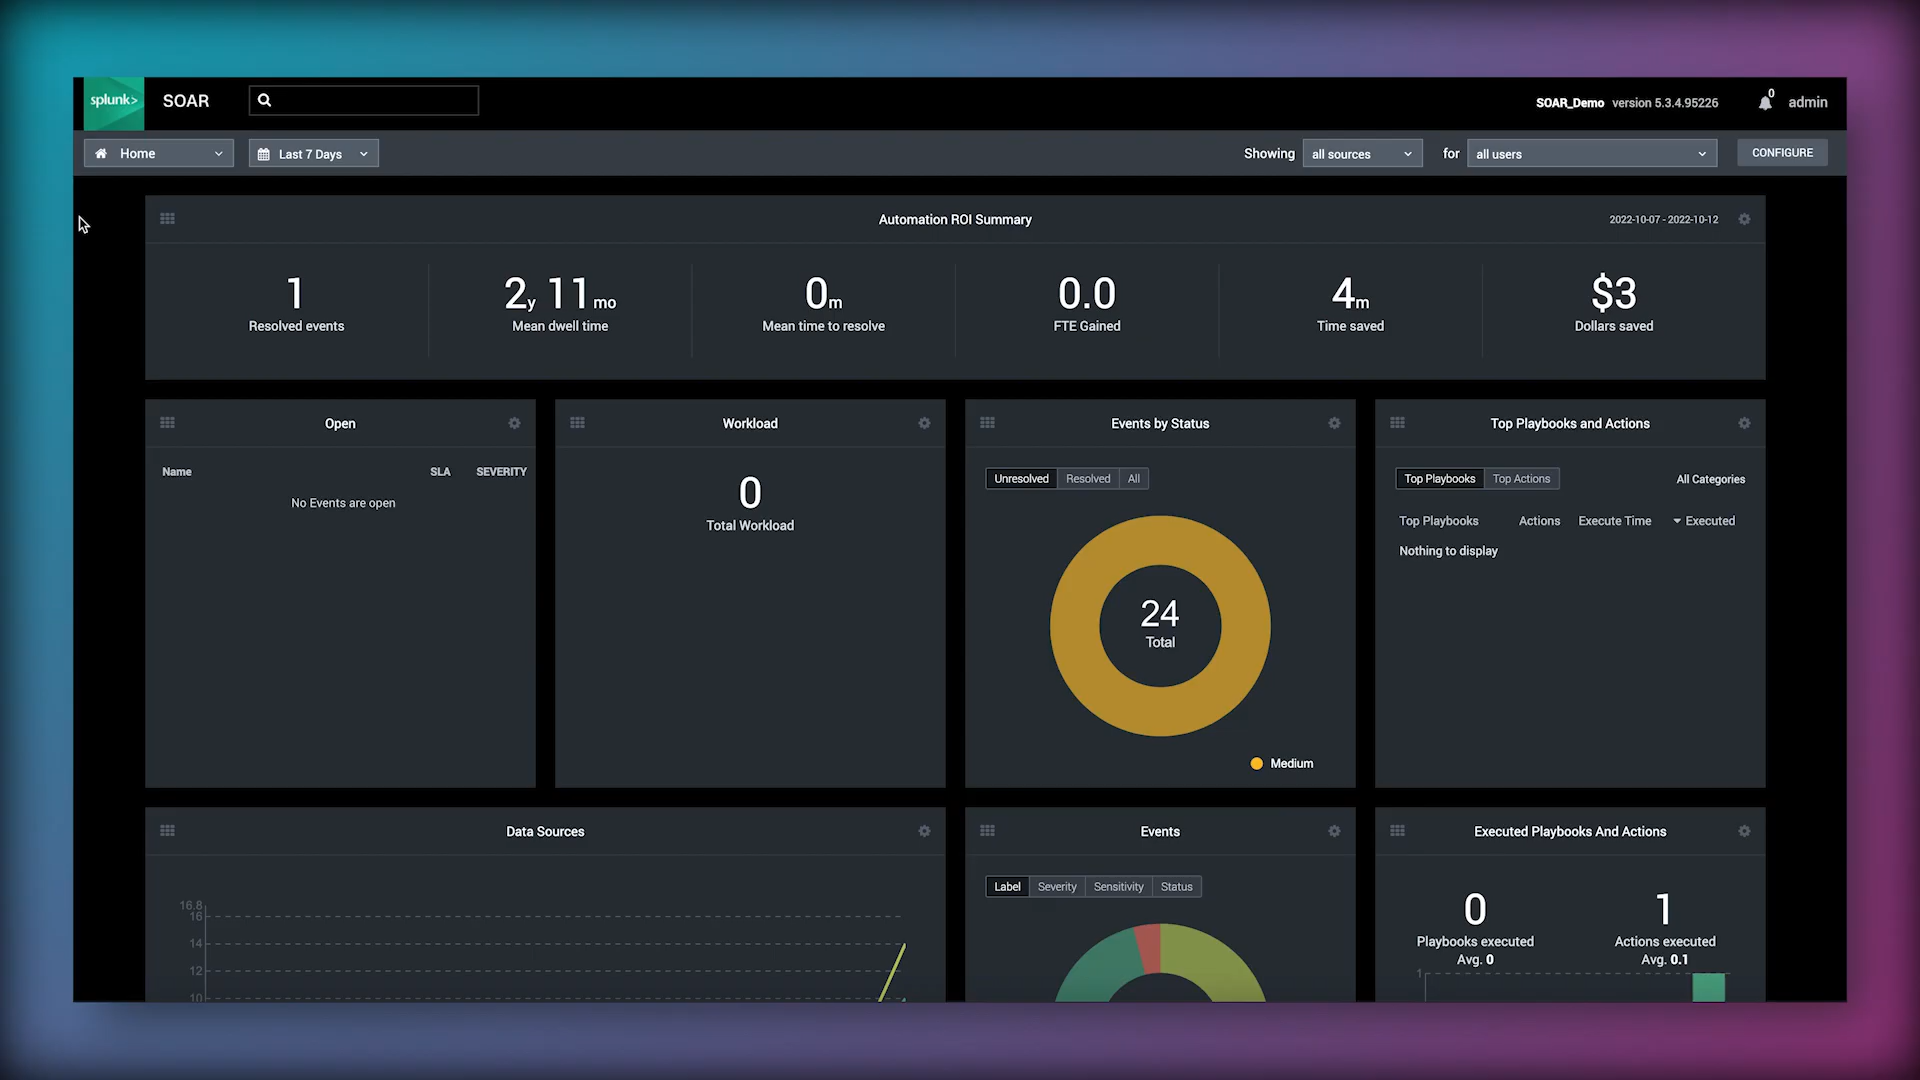 splunk> SOAR
SOAR_Demo version 5.3.4.95226 0 admin
Home Last 7 Days Showing all sources for all users CONFIGURE
Automation ROI Summary 2022-10-07 - 2022-10-12
1 2y 11mo 0m 0.0 4m $3
Resolved events Mean dwell time Mean time to resolve FTE Gained Time saved Dollars saved
Open
Name SLA SEVERITY
No Events are open
Workload
0
Total Workload
Events by Status
Unresolved Resolved All
24
Total
Medium
Top Playbooks and Actions
Top Playbooks Top Actions All Categories
Top Playbooks Actions Execute Time Executed
Nothing to display
Data Sources
16.8
16
14
12
10
Events
Label Severity Sensitivity Status
Executed Playbooks And Actions
0 1
Playbooks executed Actions executed
Avg. 0 Avg. 0.1
1